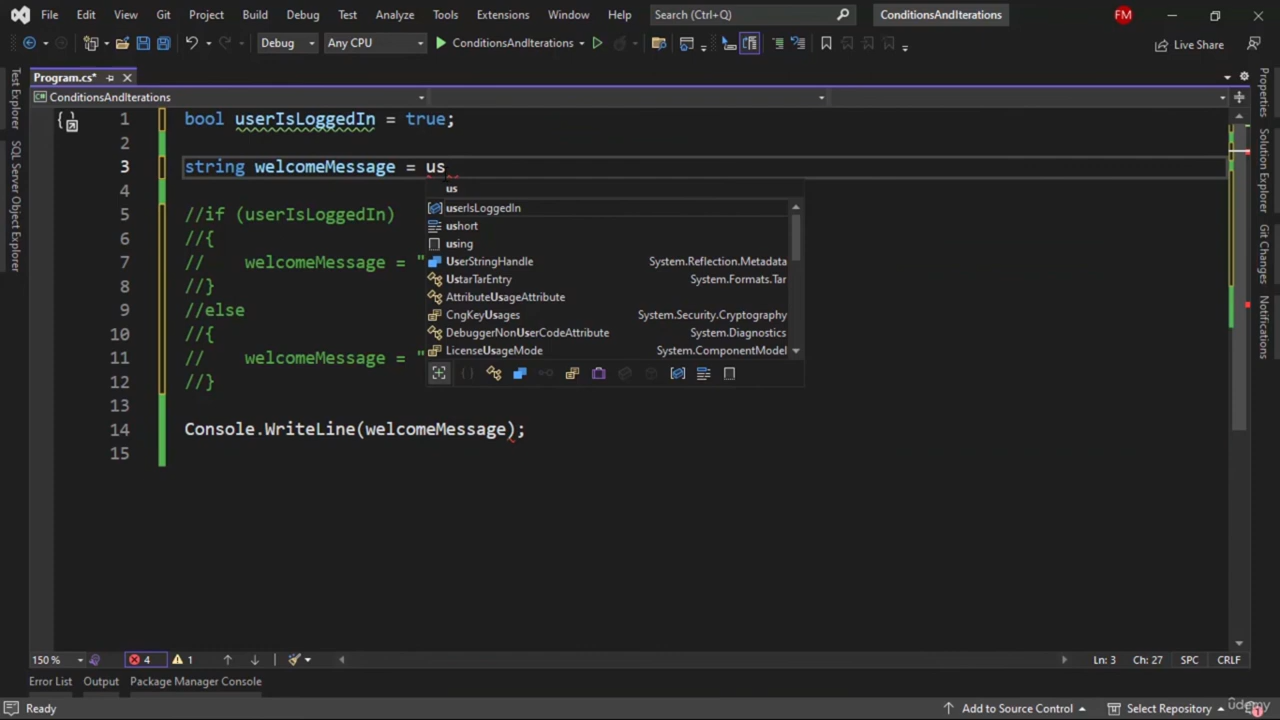 File Edit View Git Project Build Debug Test Analyze Tools Extensions Window Help Search (Ctrl+Q) ConditionsAndIterations FM
Debug Any CPU ConditionsAndIterations Live Share
Program.cs*
ConditionsAndIterations
1 bool userIsLoggedIn = true;
2
3 string welcomeMessage = us
us
4
userIsLoggedIn
5 //if (userIsLoggedIn)
ushort
6 //{
using
7 // welcomeMessage = "
UserStringHandle System.Reflection.Metadata
8 //}
UstarTarEntry System.Formats.Tar
AttributeUsageAttribute
9 //else
CngKeyUsages System.Security.Cryptography
10 //{
DebuggerNonUserCodeAttribute System.Diagnostics
11 // welcomeMessage = "
LicenseUsageMode System.ComponentModel
12 //}
13
14 Console.WriteLine(welcomeMessage);
15
Test Explorer
SQL Server Object Explorer
Properties
Solution Explorer
Git Changes
Notifications
150 % 4 1 Ln: 3 Ch: 27 SPC CRLF
Error List Output Package Manager Console
Ready Add to Source Control Select Repository 1
udemy